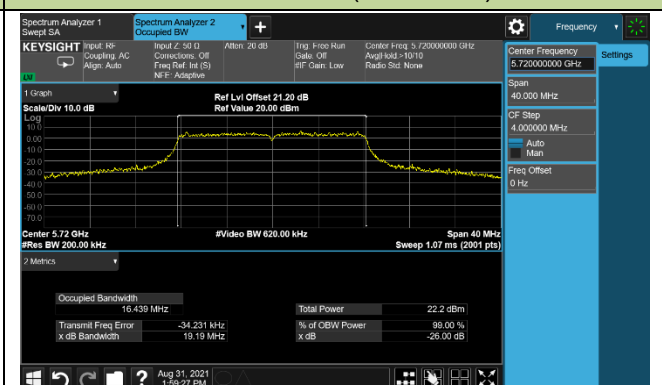 Spectrum Analyzer 1
Swept SA
Spectrum Analyzer 2
Occupied BW
+
Frequency
KEYSIGHT
Input: RF
Coupling: AC
Align: Auto
Input Z: 50 Ω
Corrections: Off
Freq Ref: Int (S)
NFE: Adaptive
Atten: 20 dB
Trig: Free Run
Gate: Off
#IF Gain: Low
Center Freq: 5.720000000 GHz
Avg|Hold:>10/10
Radio Std: None
LU
Center Frequency
5.720000000 GHz
Settings
Span
40.000 MHz
CF Step
4.000000 MHz
Auto
Man
Freq Offset
0 Hz
1 Graph
Scale/Div 10.0 dB
Ref Lvl Offset 21.20 dB
Ref Value 20.00 dBm
Log
10.0
0.00
-10.0
-20.0
-30.0
-40.0
-50.0
-60.0
-70.0
Center 5.72 GHz
#Res BW 200.00 kHz
#Video BW 620.00 kHz
Span 40 MHz
Sweep 1.07 ms (2001 pts)
2 Metrics
Occupied Bandwidth
16.439 MHz
Total Power 22.2 dBm
Transmit Freq Error -34.231 kHz
% of OBW Power 99.00 %
x dB Bandwidth 19.19 MHz
x dB -26.00 dB
?
Aug 31, 2021
1:59:27 PM